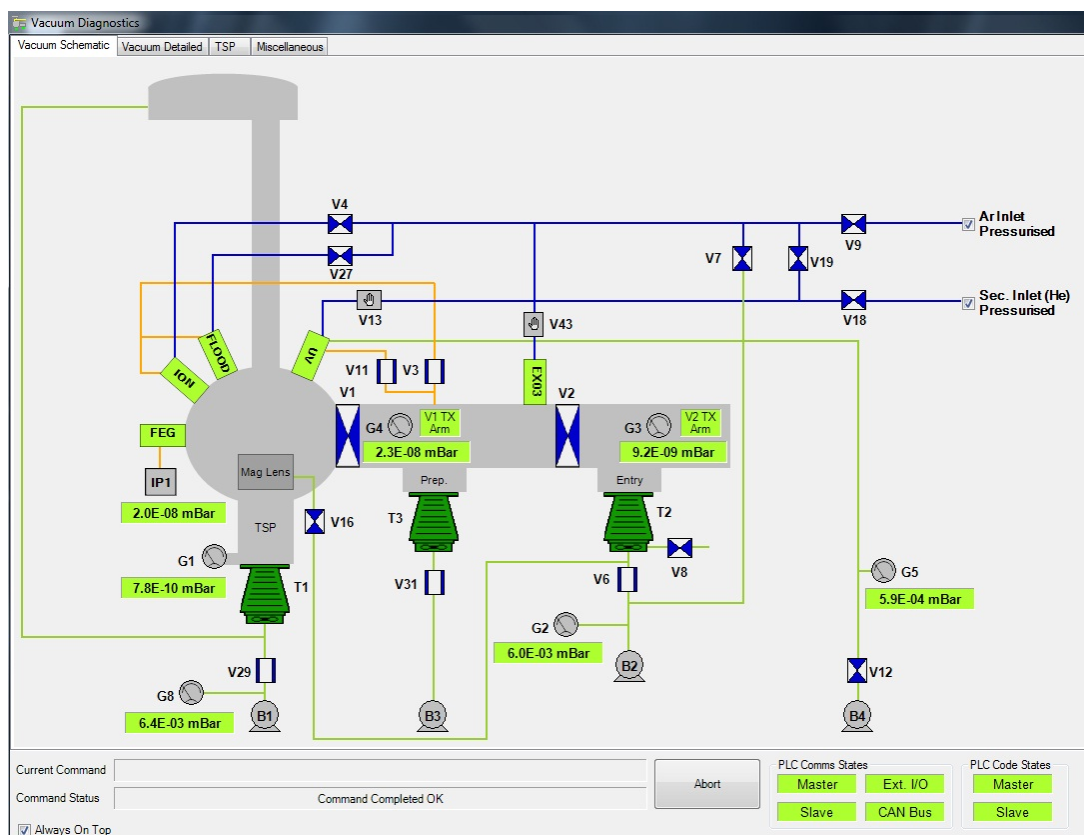 Vacuum Diagnostics
Vacuum Schematic Vacuum Detailed TSP Miscellaneous
V4
Ar Inlet
Pressurised
V9
V27
V7
V19
Sec. Inlet (He)
Pressurised
V13
V43
V18
FLOOD
ION
UV
V11
V3
EX03
V1
V2
G4
V1 TX
Arm
2.3E-08 mBar
G3
V2 TX
Arm
9.2E-09 mBar
FEG
IP1
2.0E-08 mBar
Mag Lens
Prep.
Entry
V16
T3
T2
TSP
G1
7.8E-10 mBar
T1
V31
V6
V8
G5
5.9E-04 mBar
G2
6.0E-03 mBar
B2
V29
V12
G8
6.4E-03 mBar
B1
B3
B4
Current Command
Abort
Command Status
Command Completed OK
PLC Comms States
Master Ext. I/O
Slave CAN Bus
PLC Code States
Master
Slave
Always On Top